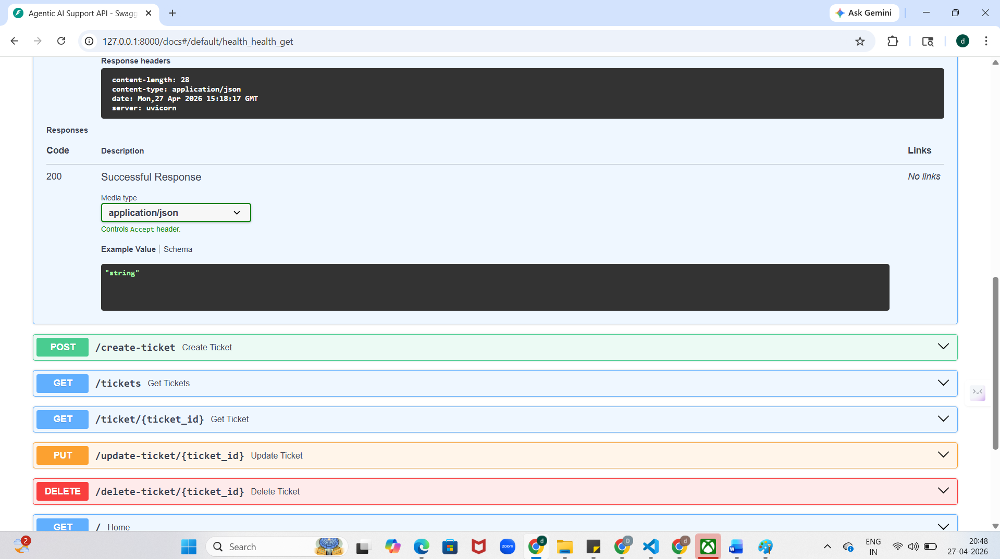 Agentic AI Support API - Swagg
Ask Gemini
127.0.0.1:8000/docs#/default/health_health_get
d
Response headers
content-length: 28
content-type: application/json
date: Mon,27 Apr 2026 15:18:17 GMT
server: uvicorn
Responses
Code Description Links
200 Successful Response No links
Media type
application/json
Controls Accept header.
Example Value | Schema
"string"
POST /create-ticket Create Ticket
GET /tickets Get Tickets
GET /ticket/{ticket_id} Get Ticket
PUT /update-ticket/{ticket_id} Update Ticket
DELETE /delete-ticket/{ticket_id} Delete Ticket
GET / Home
2
Search
zoom
d
D
d
W
ENG
IN
20:48
27-04-2026